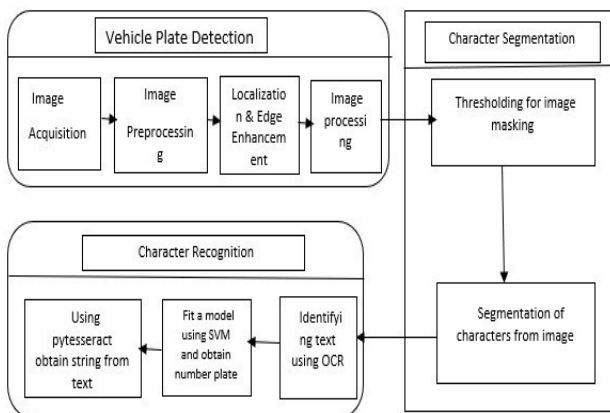 Vehicle Plate Detection
Image
Acquisition
Image
Preprocessin
g
Localizatio
n & Edge
Enhancem
ent
Image
processi
ng
Character Segmentation
Thresholding for image
masking
Segmentation of
characters from image
Character Recognition
Identifyi
ng text
using OCR
Fit a model
using SVM
and obtain
number plate
Using
pytesseract
obtain string from
text